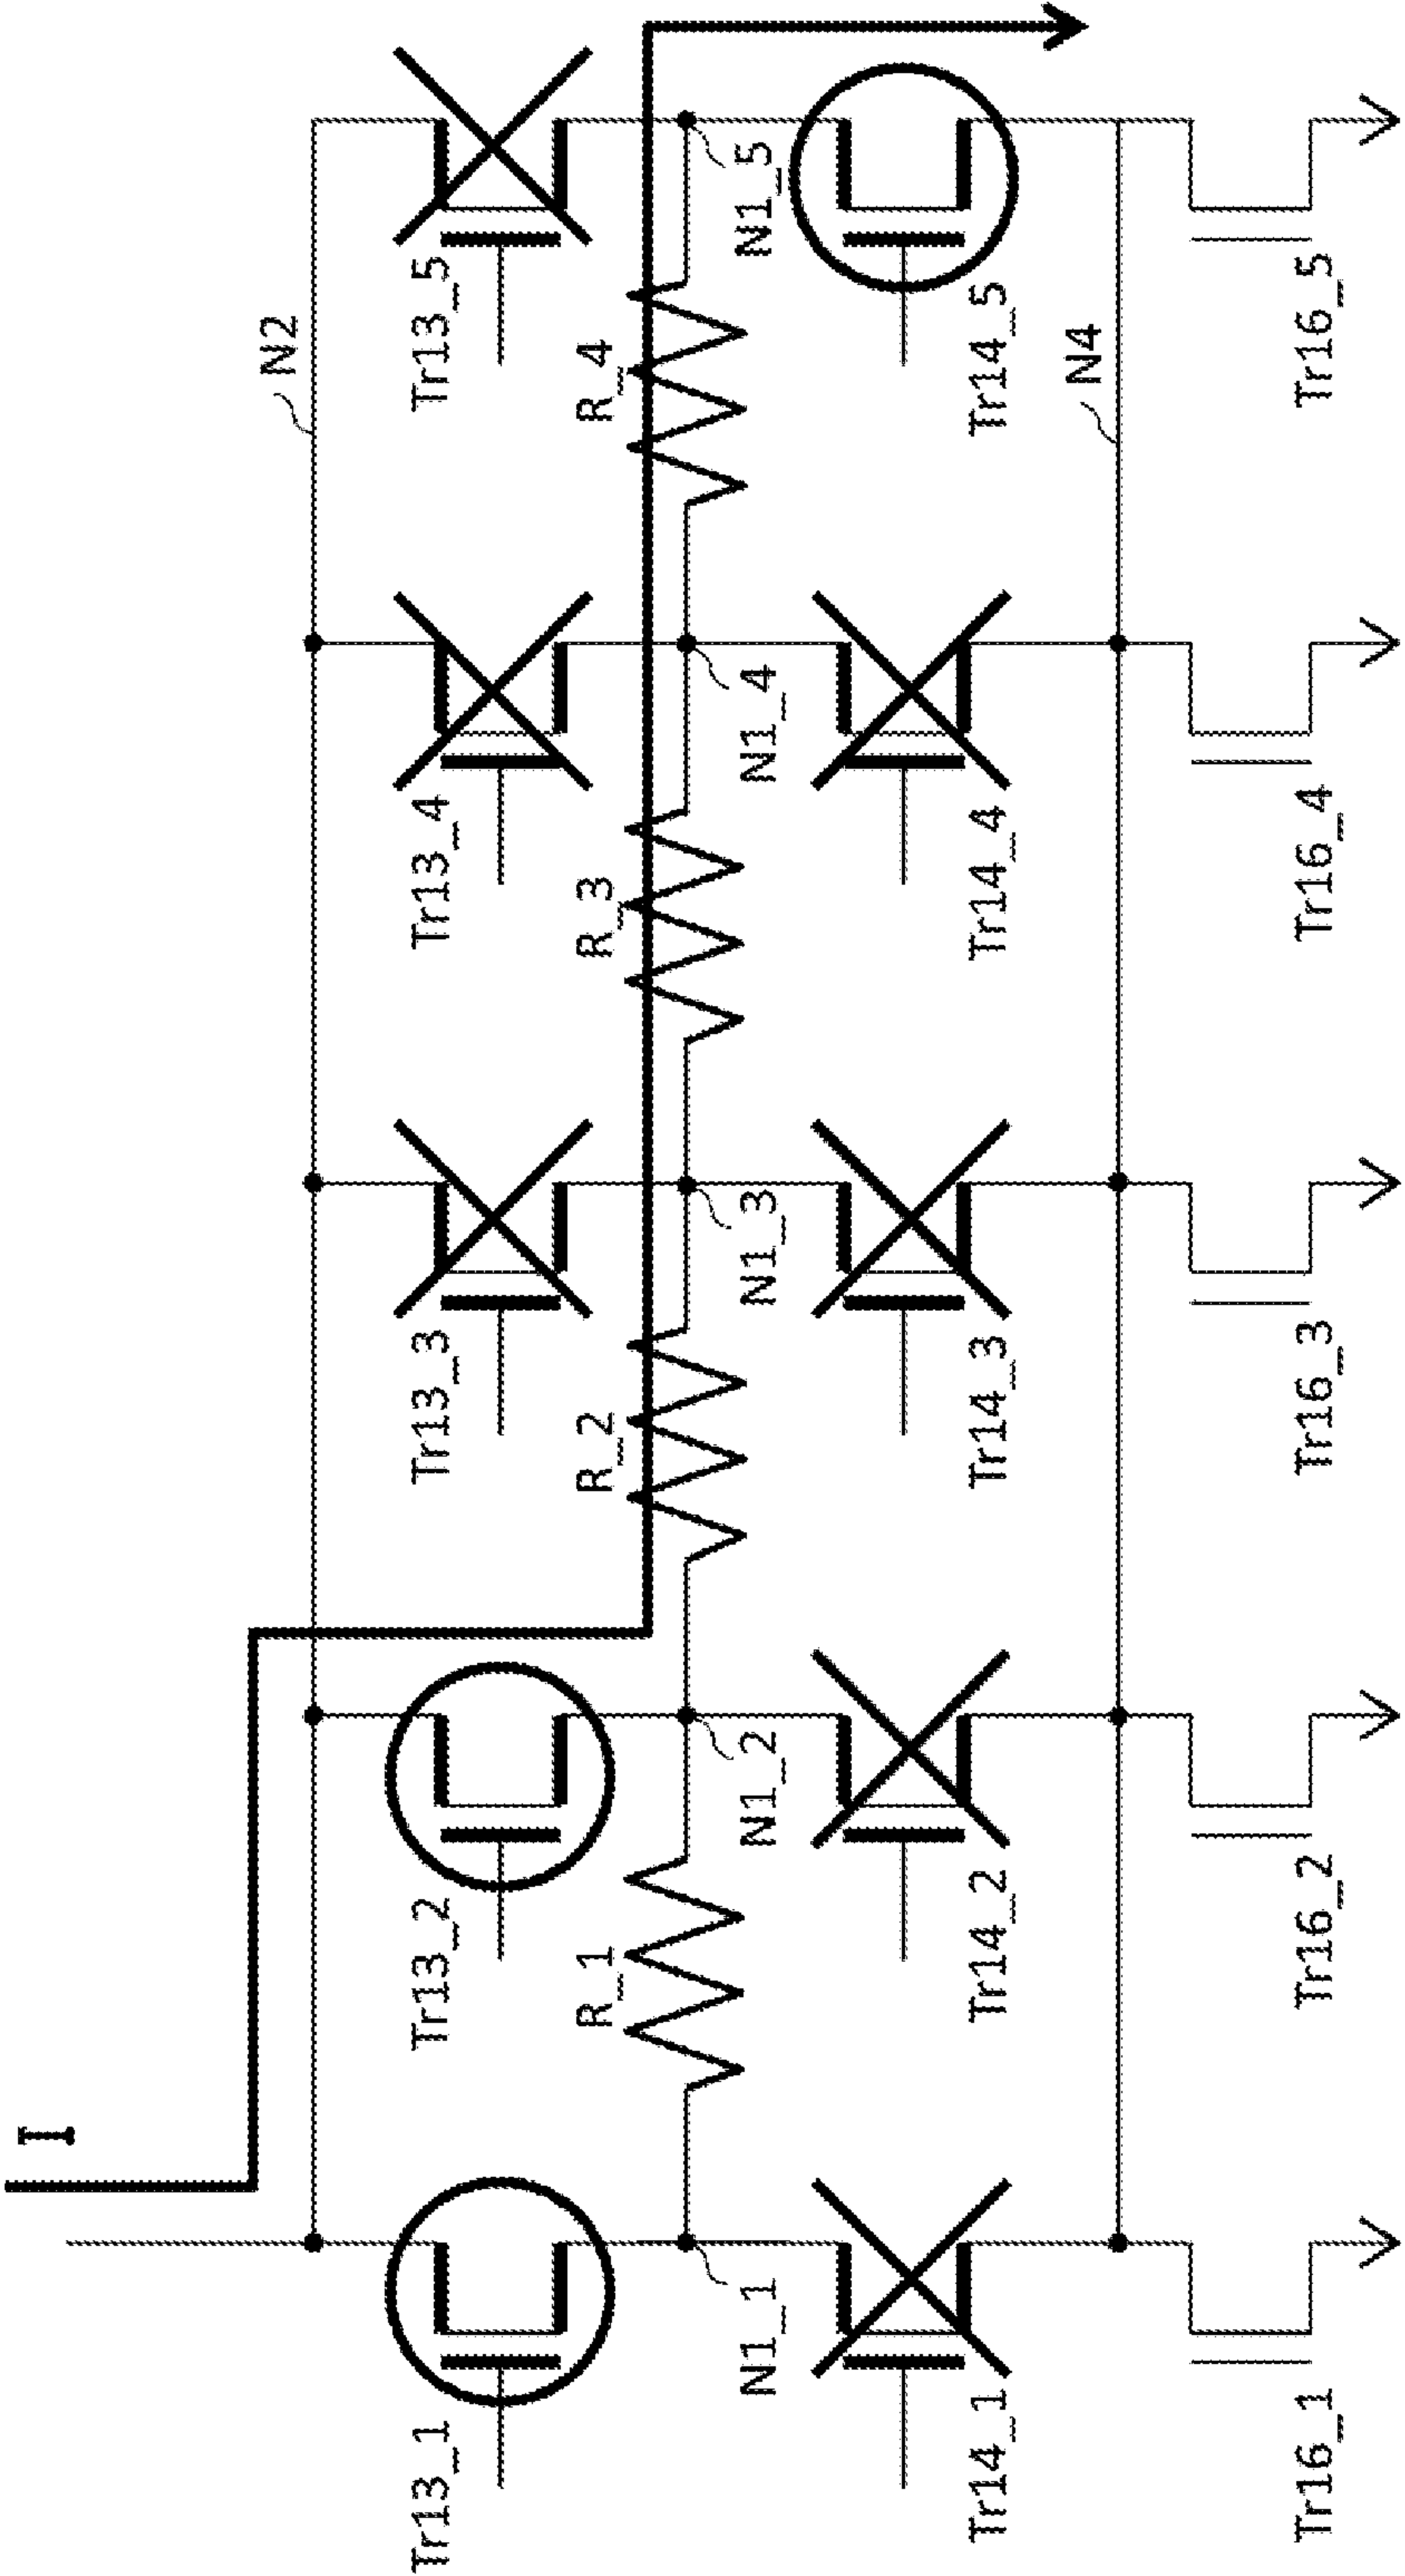 I
N2
Tr13_1
Tr13_2
Tr13_3
Tr13_4
Tr13_5
R_1
R_2
R_3
R_4
N1_1
N1_2
N1_3
N1_4
N1_5
Tr14_1
Tr14_2
Tr14_3
Tr14_4
Tr14_5
N4
Tr16_1
Tr16_2
Tr16_3
Tr16_4
Tr16_5